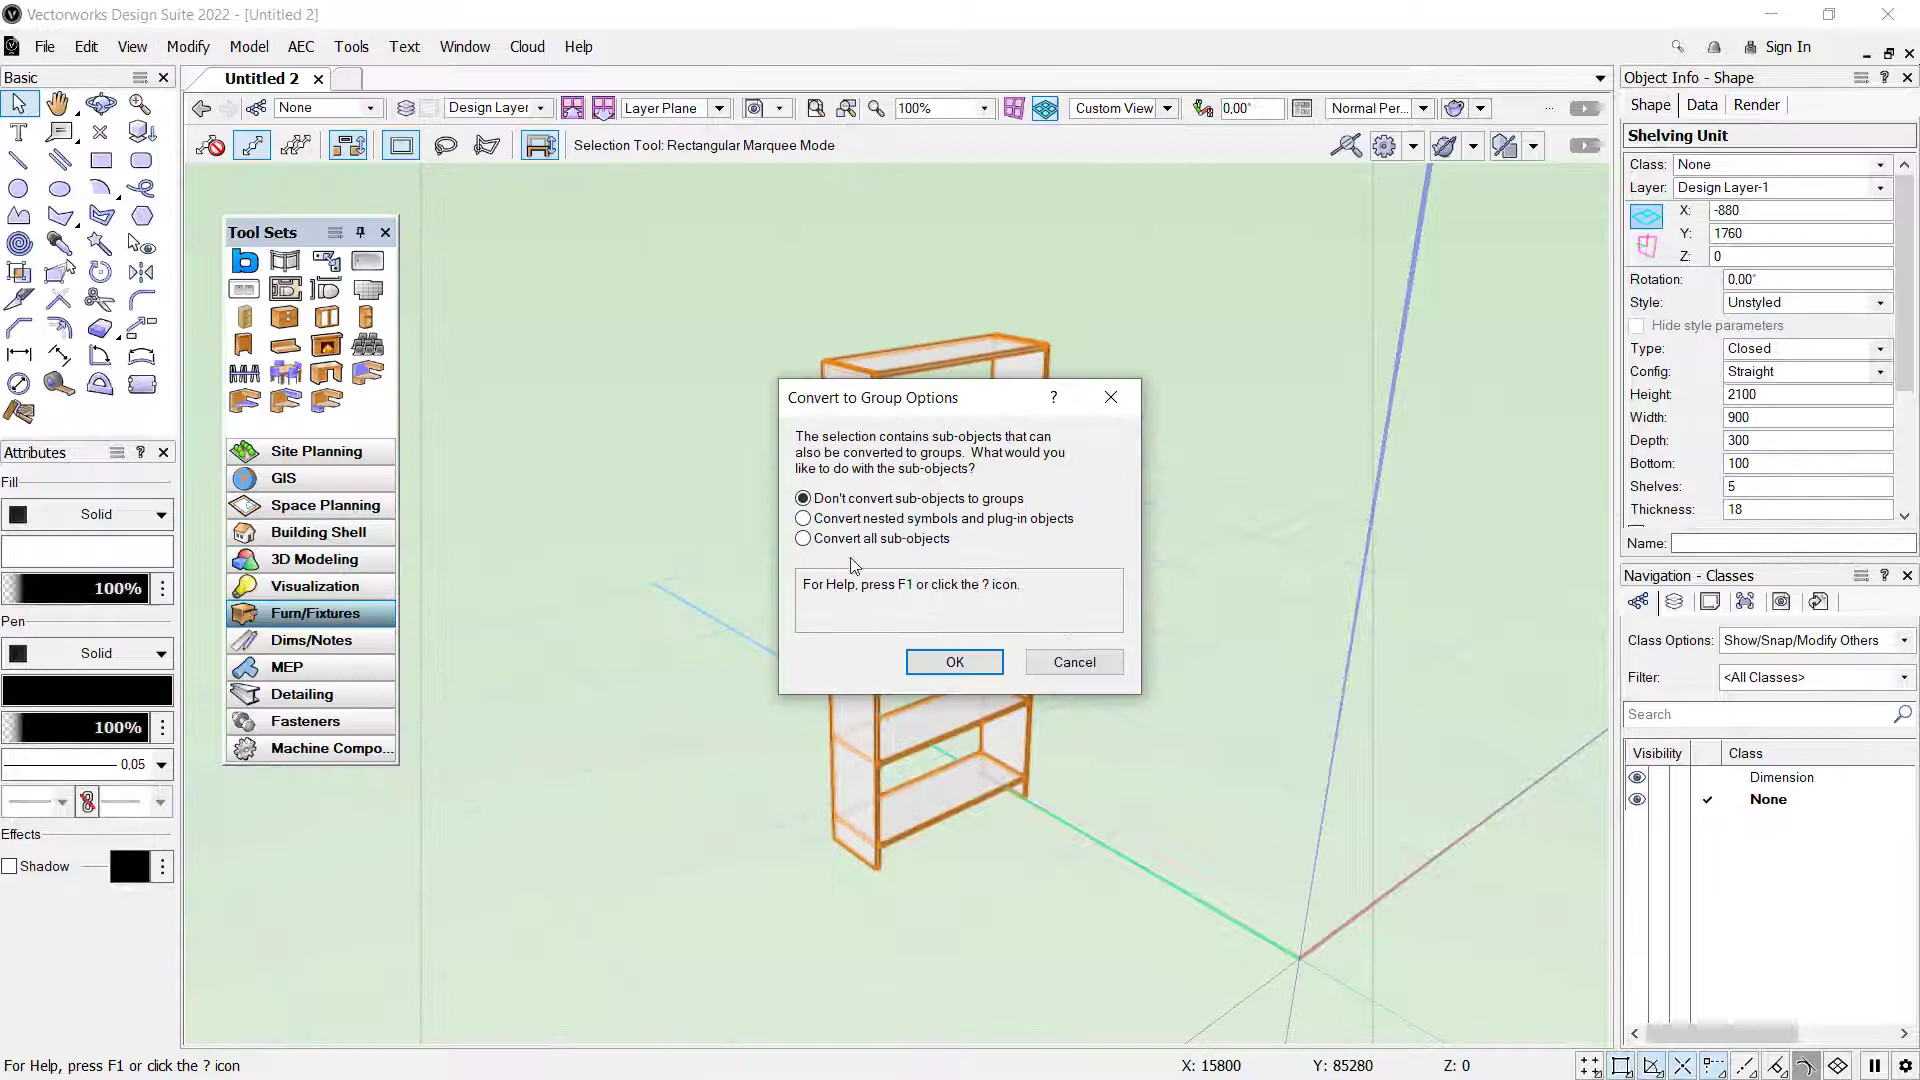 Vectorworks Design Suite 2022 - [Untitled 2]
File Edit View Modify Model AEC Tools Text Window Cloud Help
Sign In
Basic
Untitled 2
None
Design Layer
Layer Plane
100%
Custom View
0,00°
Normal Per...
Selection Tool: Rectangular Marquee Mode
Tool Sets
Site Planning
GIS
Space Planning
Building Shell
3D Modeling
Visualization
Furn/Fixtures
Dims/Notes
MEP
Detailing
Fasteners
Machine Compo...
Attributes
Fill
Solid
100%
Pen
Solid
100%
0,05
Effects
Shadow
Convert to Group Options
The selection contains sub-objects that can
also be converted to groups. What would you
like to do with the sub-objects?
Don't convert sub-objects to groups
Convert nested symbols and plug-in objects
Convert all sub-objects
For Help, press F1 or click the ? icon.
OK Cancel
Object Info - Shape
Shape Data Render
Shelving Unit
Class: None
Layer: Design Layer-1
X: -880
Y: 1760
Z: 0
Rotation: 0,00°
Style: Unstyled
Hide style parameters
Type: Closed
Config: Straight
Height: 2100
Width: 900
Depth: 300
Bottom: 100
Shelves: 5
Thickness: 18
Name:
Navigation - Classes
Class Options: Show/Snap/Modify Others
Filter: <All Classes>
Search
Visibility Class
Dimension
None
For Help, press F1 or click the ? icon
X: 15800 Y: 85280 Z: 0